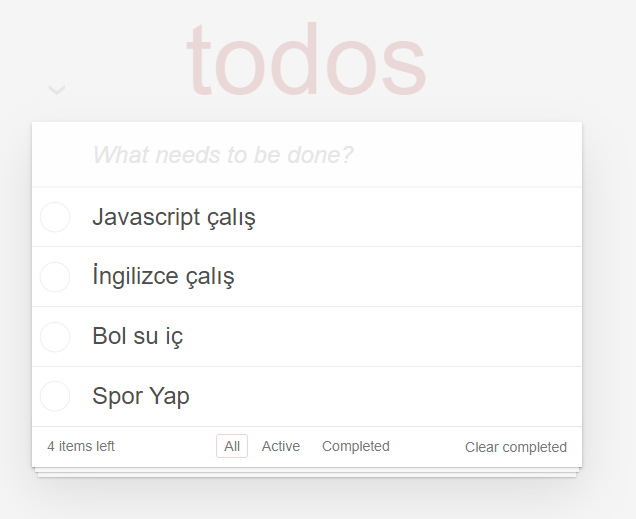 todos
What needs to be done?
Javascript çalış
İngilizce çalış
Bol su iç
Spor Yap
4 items left All Active Completed Clear completed